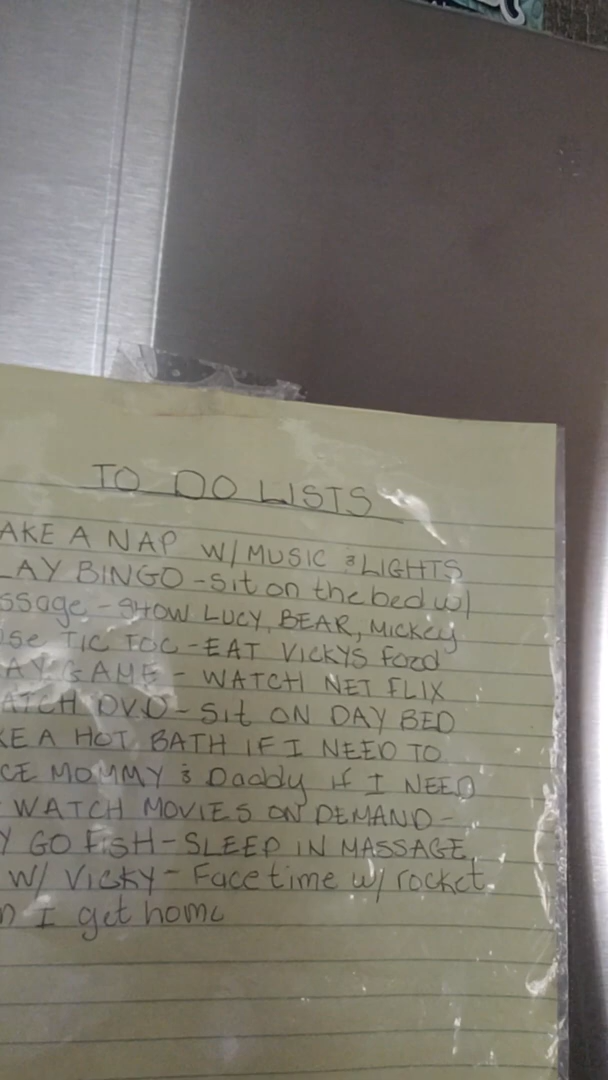 TO DO LISTS
AKE A NAP W/ MUSIC & LIGHTS
LAY BINGO - sit on the bed w/
ssage - SHOW LUCY, BEAR, Mickey
use TIC TOC - EAT VICKYS Food
AY GAME - WATCH NET FLIX
ATCH DVD - Sit ON DAY BED
KE A HOT BATH IF I NEED TO
CE MOMMY & Daddy if I NEED
WATCH MOVIES ON DEMAND -
Y GO FISH - SLEEP IN MASSAGE
W/ VICKY - Facetime w/ rocket
n I get home